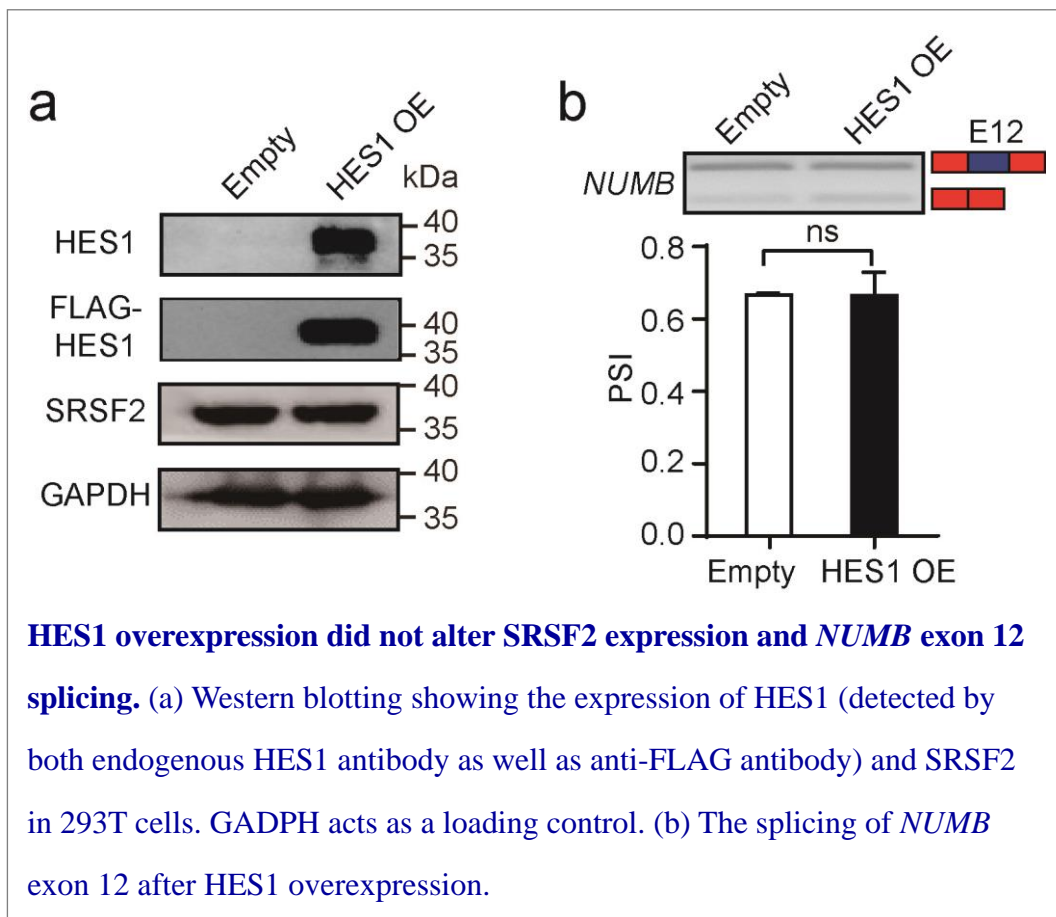 a
Empty
HES1 OE
kDa
HES1
40
35
FLAG-
HES1
40
35
SRSF2
40
35
GAPDH
40
35
b
Empty
HES1 OE
E12
NUMB
ns
PSI
0.8
0.6
0.4
0.2
0.0
Empty
HES1 OE
HES1 overexpression did not alter SRSF2 expression and NUMB exon 12
splicing. (a) Western blotting showing the expression of HES1 (detected by
both endogenous HES1 antibody as well as anti-FLAG antibody) and SRSF2
in 293T cells. GADPH acts as a loading control. (b) The splicing of NUMB
exon 12 after HES1 overexpression.